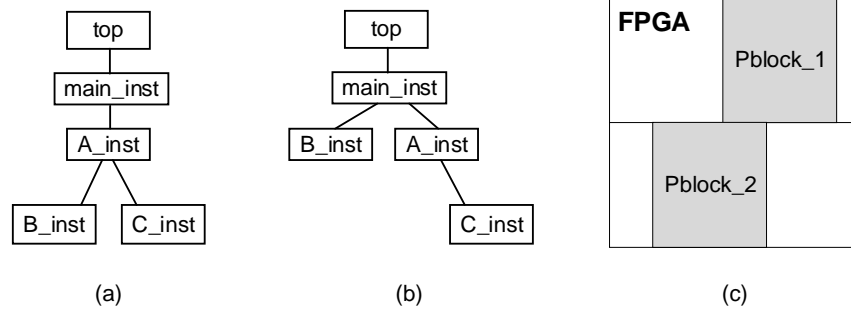 top
main_inst
A_inst
B_inst
C_inst
(a)
top
main_inst
B_inst
A_inst
C_inst
(b)
FPGA
Pblock_1
Pblock_2
(c)